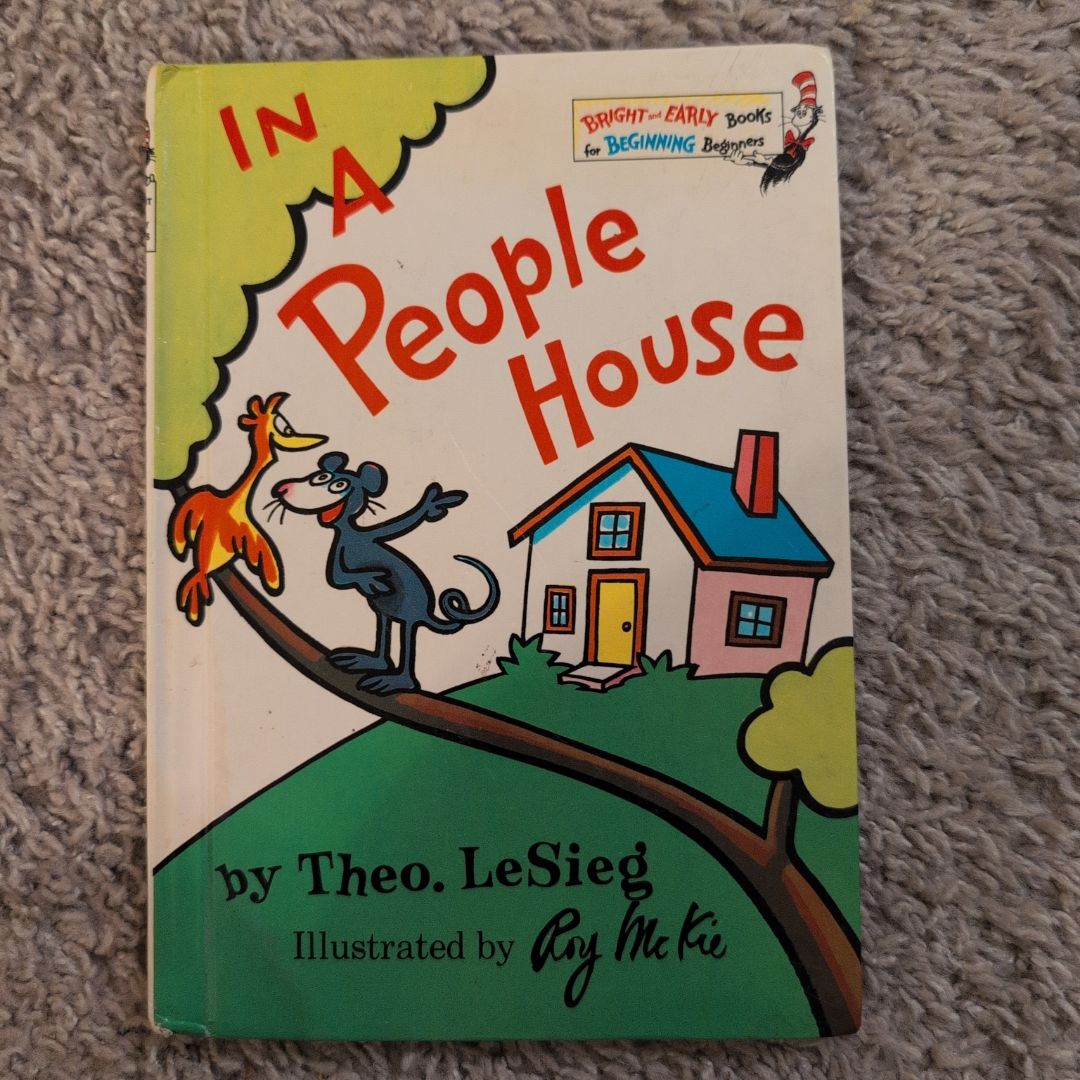 IN
A
People
House
BRIGHT and EARLY BOOKS
for BEGINNING Beginners
by Theo. LeSieg
Illustrated by Roy McKie